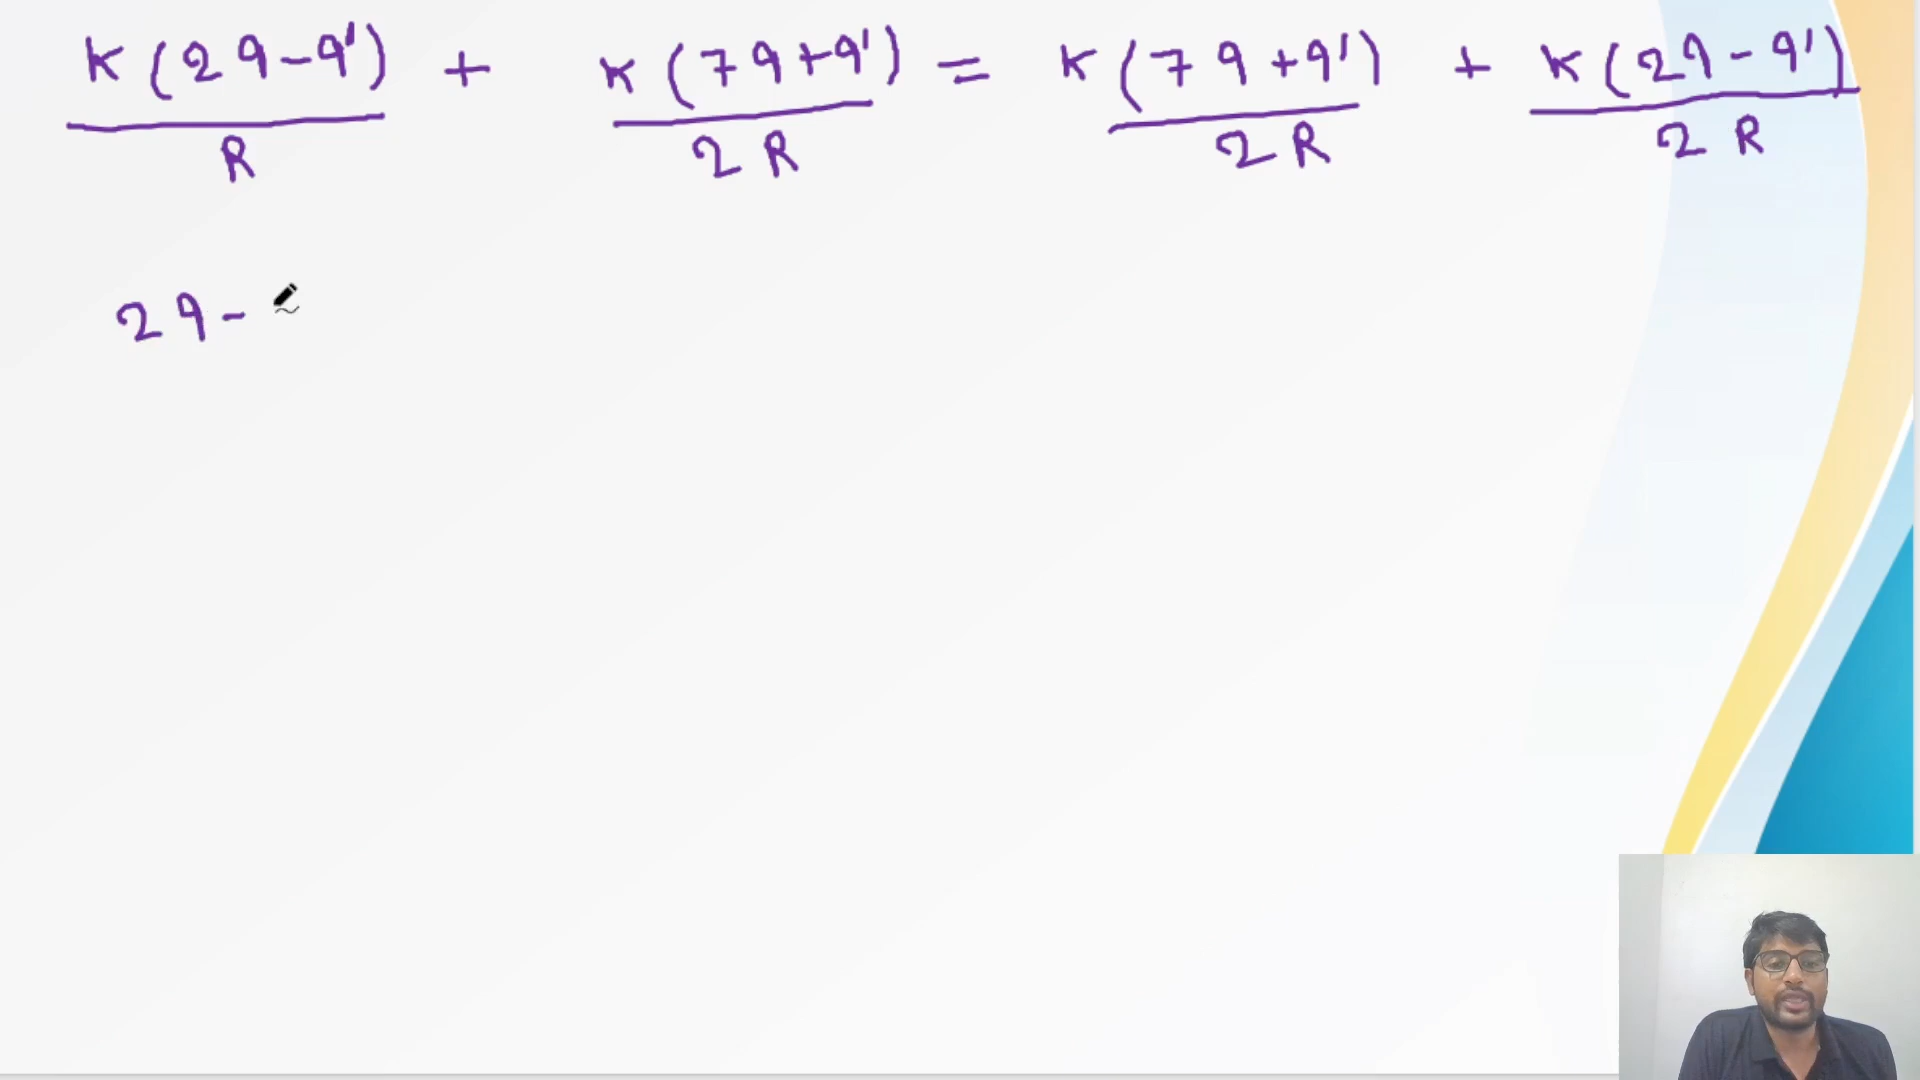 K(2q-q') + K(7q+q') = K(7q+q') + K(2q-q')
R 2R 2R 2R
2q-